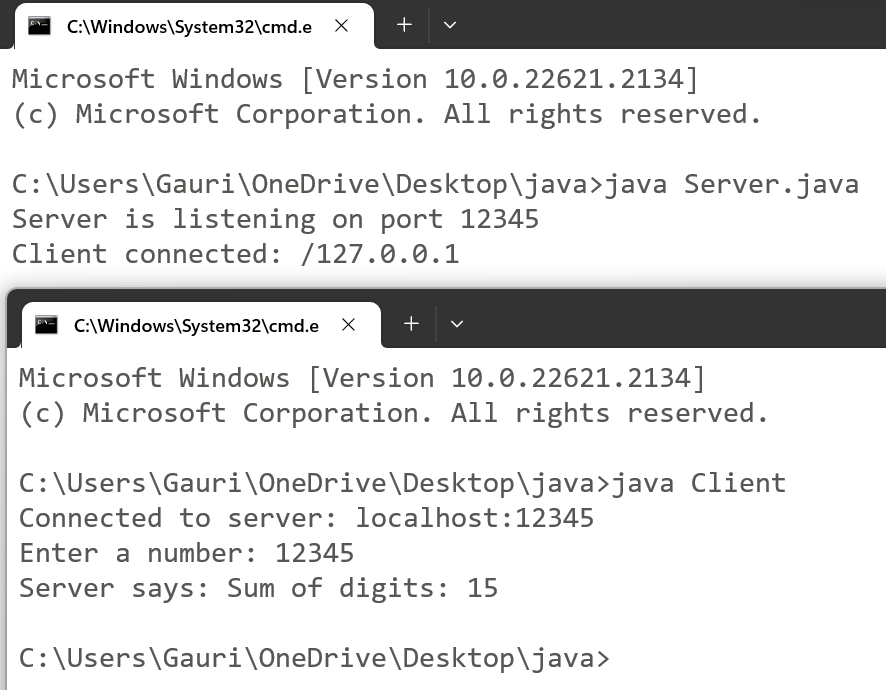 C:\Windows\System32\cmd.e
Microsoft Windows [Version 10.0.22621.2134]
(c) Microsoft Corporation. All rights reserved.
C:\Users\Gauri\OneDrive\Desktop\java>java Server.java
Server is listening on port 12345
Client connected: /127.0.0.1
C:\Windows\System32\cmd.e
Microsoft Windows [Version 10.0.22621.2134]
(c) Microsoft Corporation. All rights reserved.
C:\Users\Gauri\OneDrive\Desktop\java>java Client
Connected to server: localhost:12345
Enter a number: 12345
Server says: Sum of digits: 15
C:\Users\Gauri\OneDrive\Desktop\java>